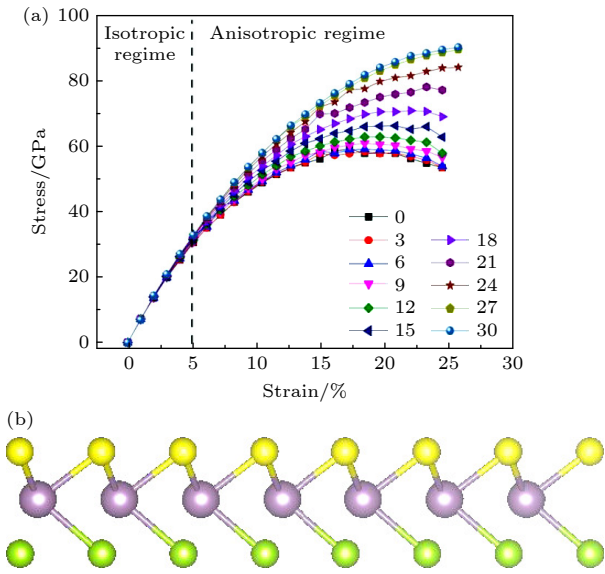 (a)
Isotropic regime
Anisotropic regime
100
80
60
40
20
0
Stress/GPa
0
3
6
9
12
15
18
21
24
27
30
0 5 10 15 20 25 30
Strain/%
(b)